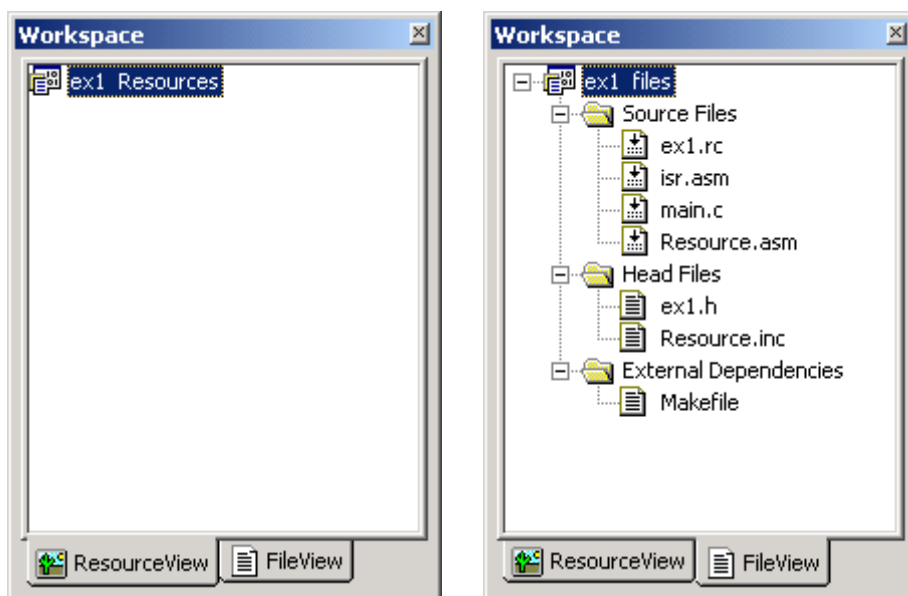 Workspace
ex1 Resources
ResourceView FileView
Workspace
ex1 files
Source Files
ex1.rc
isr.asm
main.c
Resource.asm
Head Files
ex1.h
Resource.inc
External Dependencies
Makefile
ResourceView FileView